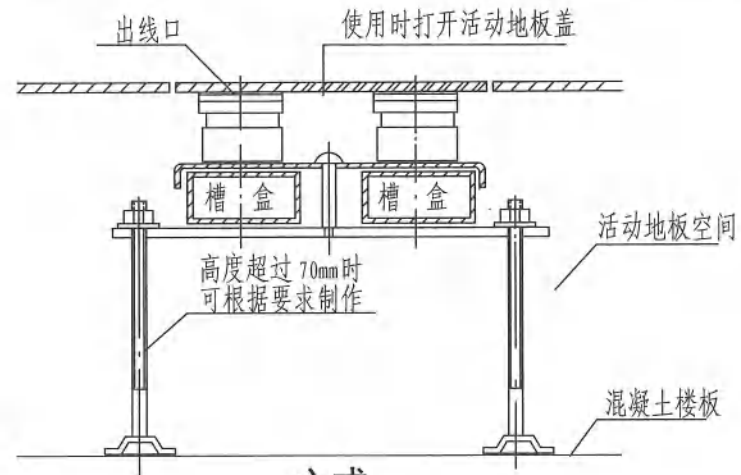 出线口
使用时打开活动地板盖
槽 盒
槽 盒
活动地板空间
高度超过70mm时
可根据要求制作
混凝土楼板